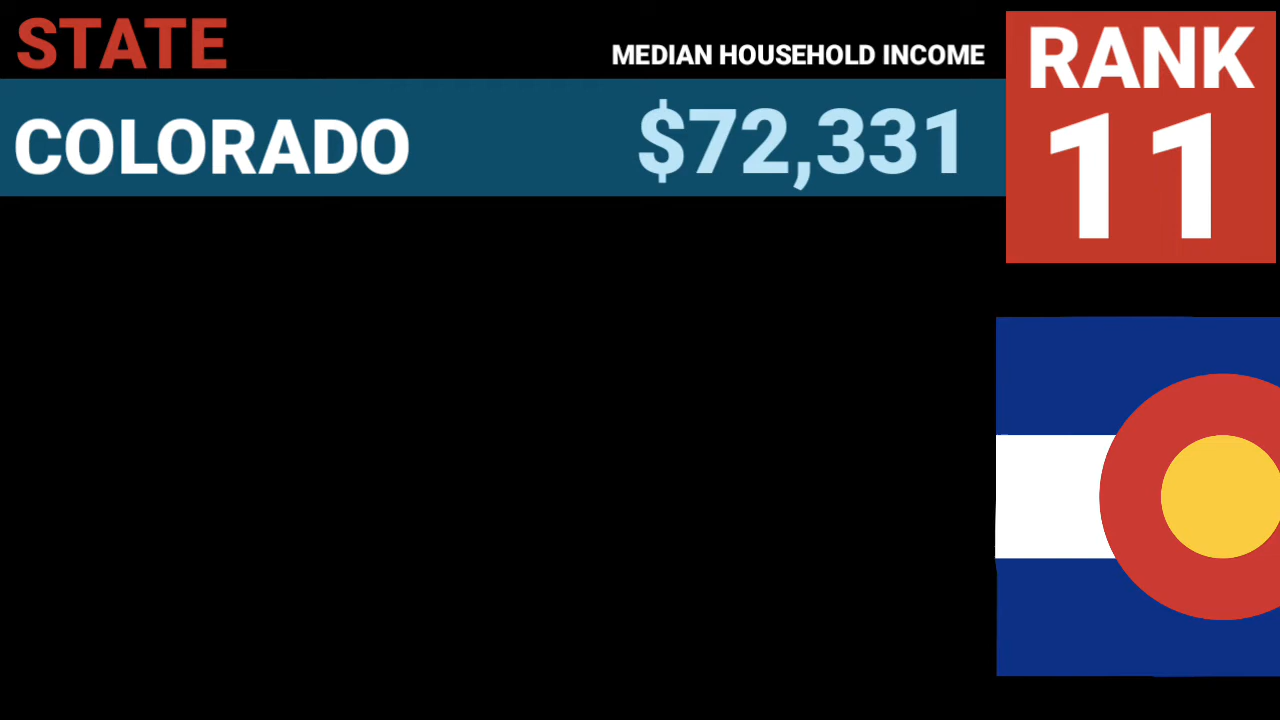 STATE
MEDIAN HOUSEHOLD INCOME
RANK
COLORADO
$72,331
11